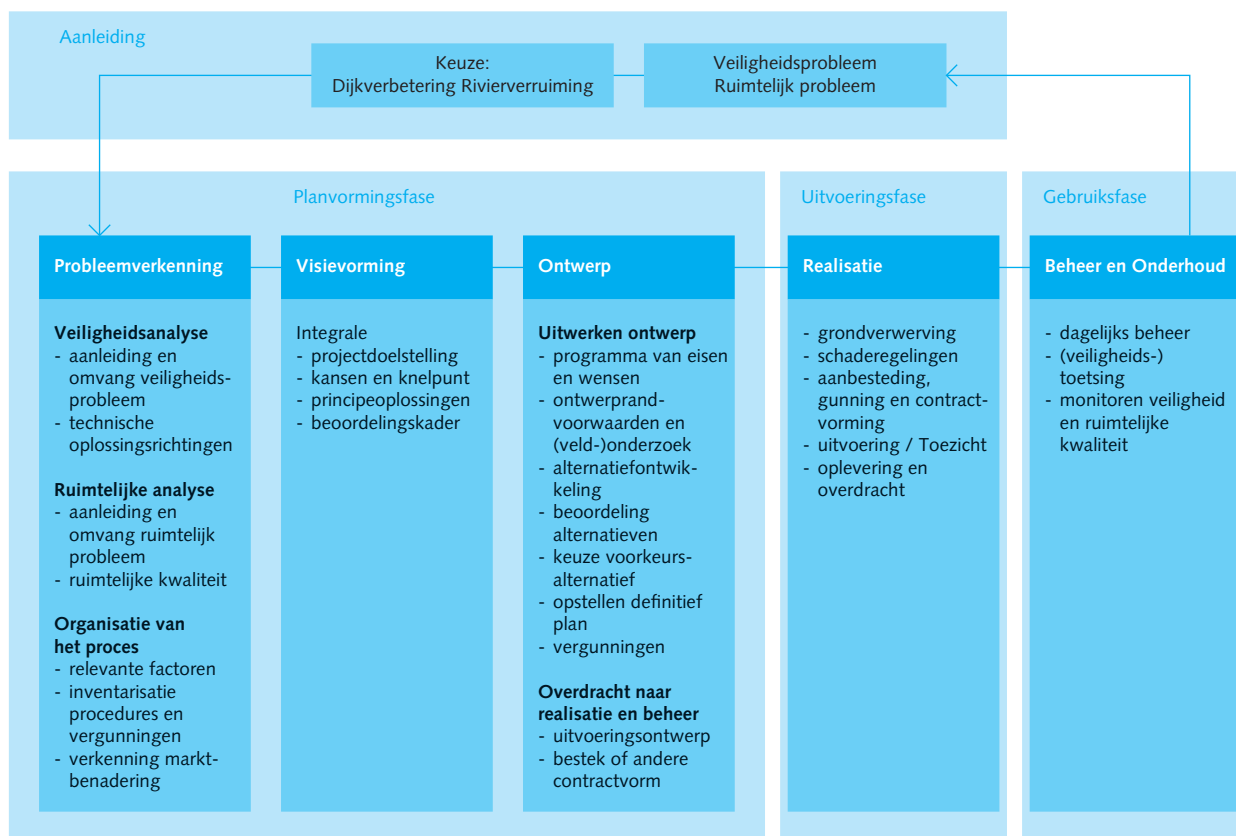 Aanleiding
Keuze:
Dijkverbetering Rivierverruiming
Veiligheidsprobleem
Ruimtelijk probleem
Planvormingsfase
Probleemverkenning
Veiligheidsanalyse
- aanleiding en
omvang veiligheids-
probleem
- technische
oplossingsrichtingen
Ruimtelijke analyse
- aanleiding en
omvang ruimtelijk
probleem
- ruimtelijke kwaliteit
Organisatie van
het proces
- relevante factoren
- inventarisatie
procedures en
vergunningen
- verkenning markt-
benadering
Visievorming
Integrale
- projectdoelstelling
- kansen en knelpunt
- principeoplossingen
- beoordelingskader
Ontwerp
Uitwerken ontwerp
- programma van eisen
en wensen
- ontwerprand-
voorwaarden en
(veld-)onderzoek
- alternatiefontwik-
keling
- beoordeling
alternatieven
- keuze voorkeurs-
alternatief
- opstellen definitief
plan
- vergunningen
Overdracht naar
realisatie en beheer
- uitvoeringsontwerp
- bestek of andere
contractvorm
Uitvoeringsfase
Realisatie
- grondverwerving
- schaderegelingen
- aanbesteding,
gunning en contract-
vorming
- uitvoering / Toezicht
- oplevering en
overdracht
Gebruiksfase
Beheer en Onderhoud
- dagelijks beheer
- (veiligheids-)
toetsing
- monitoren veiligheid
en ruimtelijke
kwaliteit